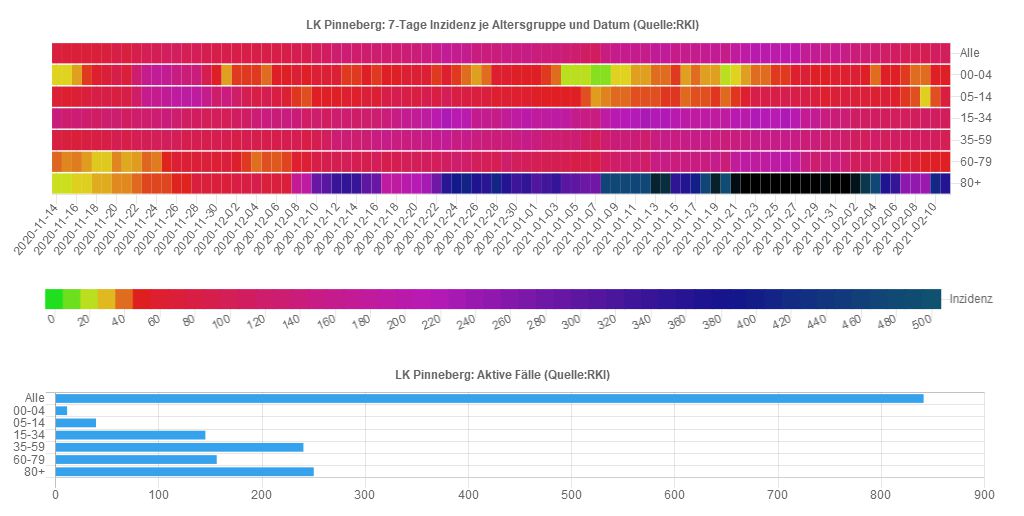 LK Pinneberg: 7-Tage Inzidenz je Altersgruppe und Datum (Quelle:RKI)
Alle
00-04
05-14
15-34
35-59
60-79
80+
2020-11-14 2020-11-16 2020-11-18 2020-11-20 2020-11-22 2020-11-24 2020-11-26 2020-11-28 2020-11-30 2020-12-02 2020-12-04 2020-12-06 2020-12-08 2020-12-10 2020-12-12 2020-12-14 2020-12-16 2020-12-18 2020-12-20 2020-12-22 2020-12-24 2020-12-26 2020-12-28 2020-12-30 2021-01-01 2021-01-03 2021-01-05 2021-01-07 2021-01-09 2021-01-11 2021-01-13 2021-01-15 2021-01-17 2021-01-19 2021-01-21 2021-01-23 2021-01-25 2021-01-27 2021-01-29 2021-01-31 2021-02-02 2021-02-04 2021-02-06 2021-02-08 2021-02-10
Inzidenz
0 20 40 60 80 100 120 140 160 180 200 220 240 260 280 300 320 340 360 380 400 420 440 460 480 500
LK Pinneberg: Aktive Fälle (Quelle:RKI)
Alle
00-04
05-14
15-34
35-59
60-79
80+
0 100 200 300 400 500 600 700 800 900